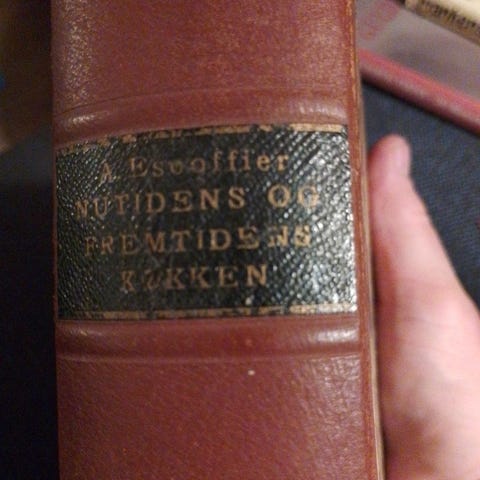 A Escoffier
NUTIDENS OG
FREMTIDENS
KØKKEN